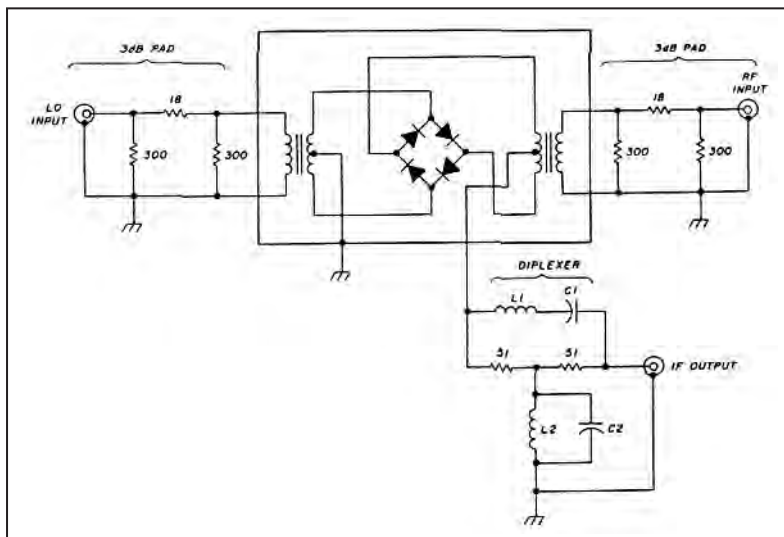 3dB PAD
3dB PAD
LO
INPUT
18
300
300
18
RF
INPUT
300
300
DIPLEXER
L1
C1
51
51
IF OUTPUT
L2
C2